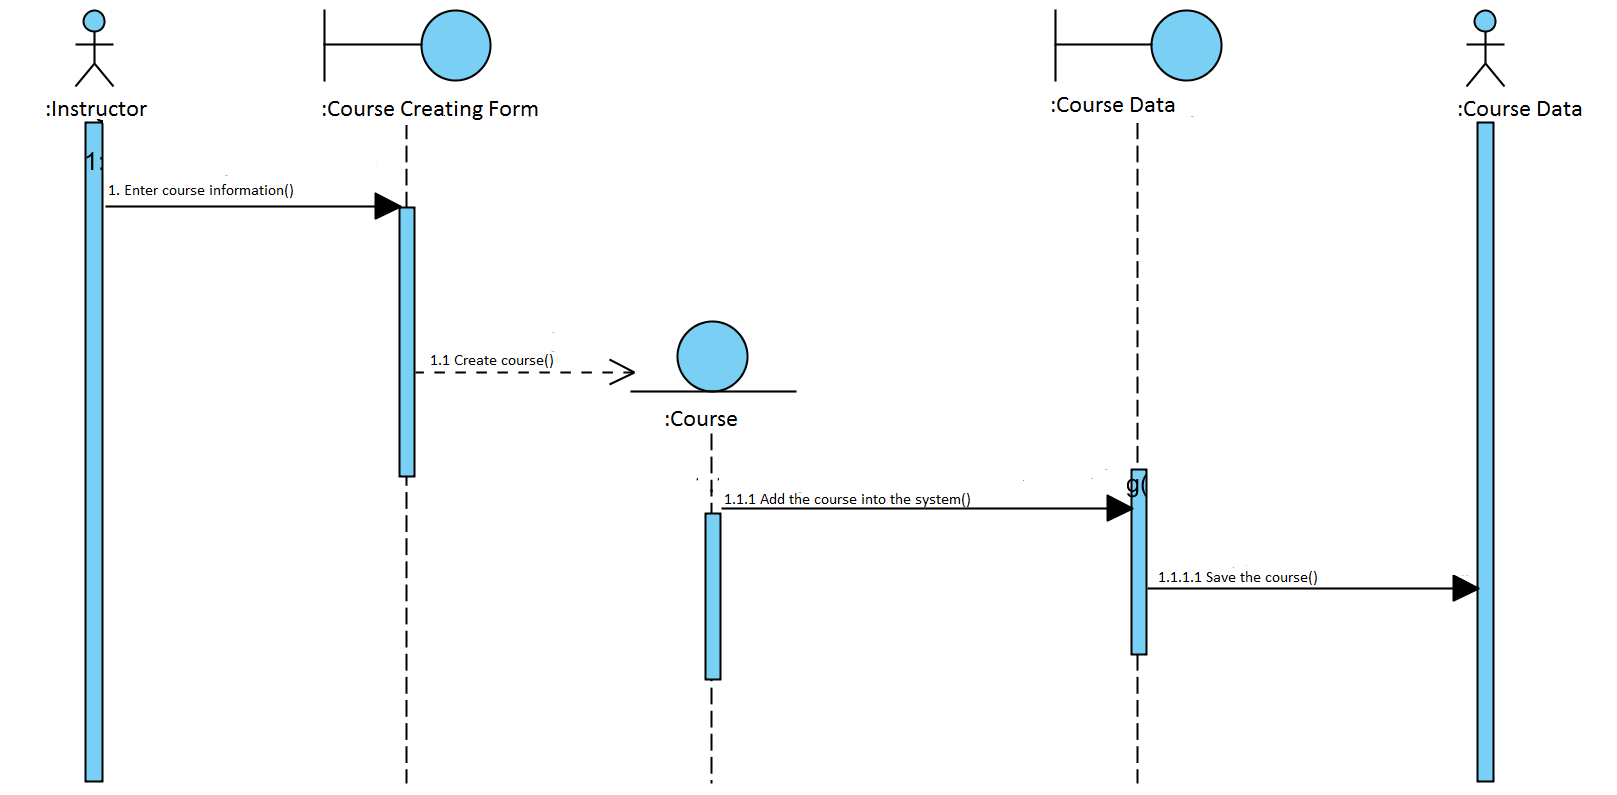 :Instructor
:Course Creating Form
:Course Data
:Course Data
1:
1. Enter course information()
1.1 Create course()
:Course
g(
1.1.1 Add the course into the system()
1.1.1.1 Save the course()